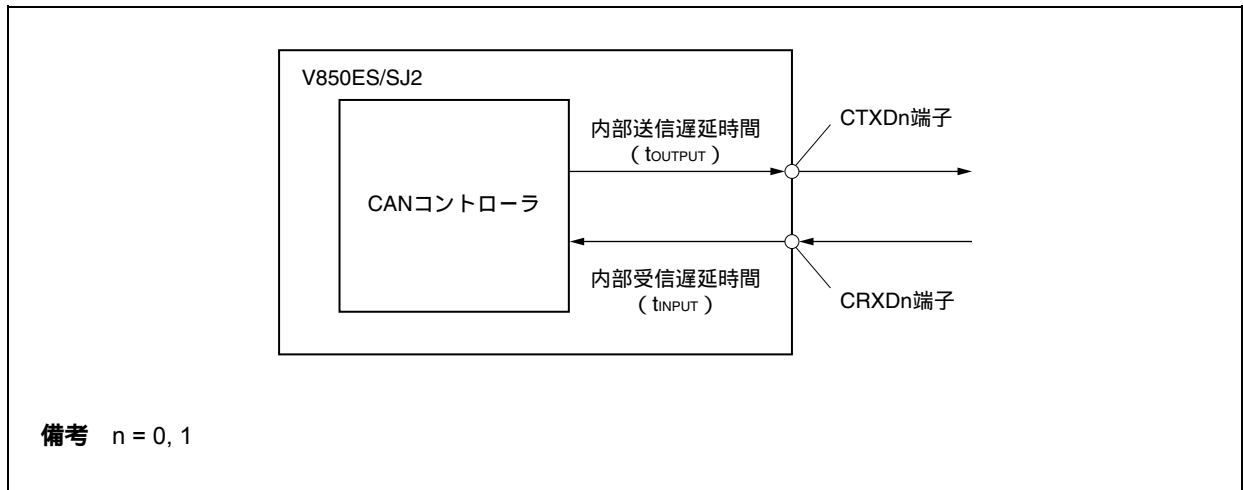 V850ES/SJ2
内部送信遅延時間
（tOUTPUT）
CTXDn端子
CANコントローラ
内部受信遅延時間
（tINPUT）
CRXDn端子
備考 n = 0, 1